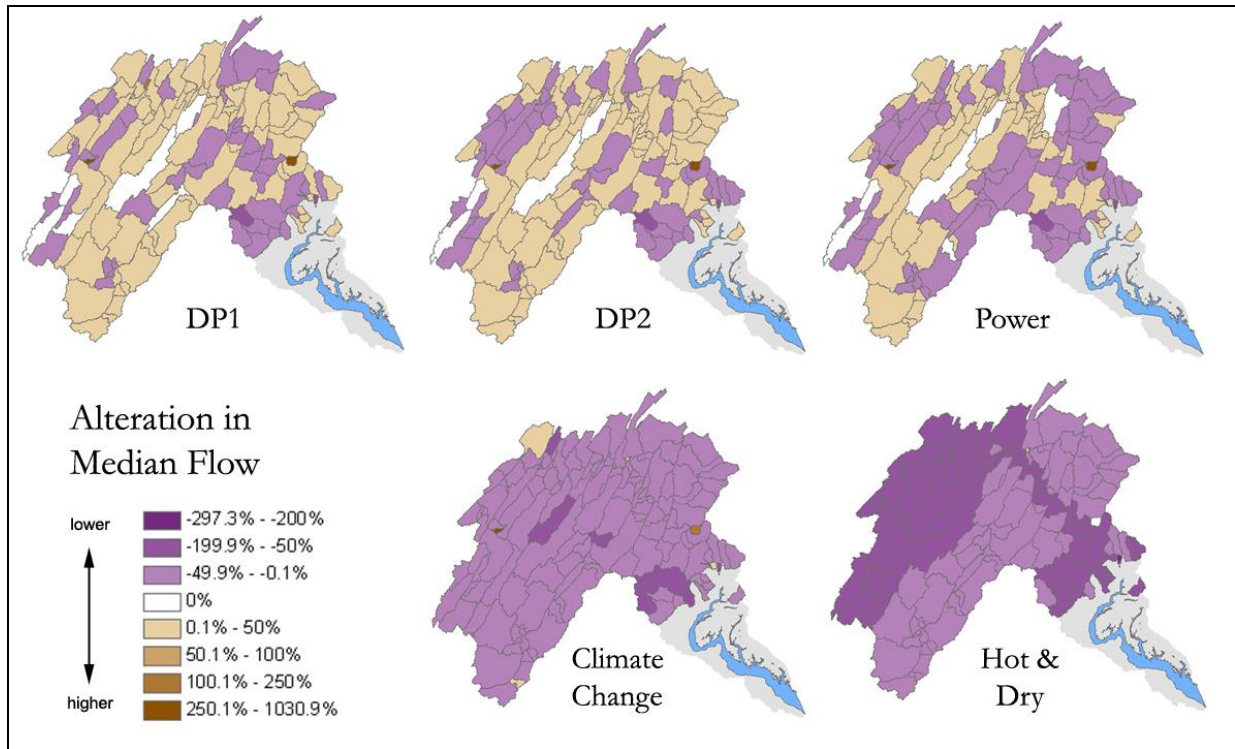 DP1
DP2
Power
Alteration in
Median Flow
lower
higher
-297.3% - -200%
-199.9% - -50%
-49.9% - -0.1%
0%
0.1% - 50%
50.1% - 100%
100.1% - 250%
250.1% - 1030.9%
Climate
Change
Hot &
Dry